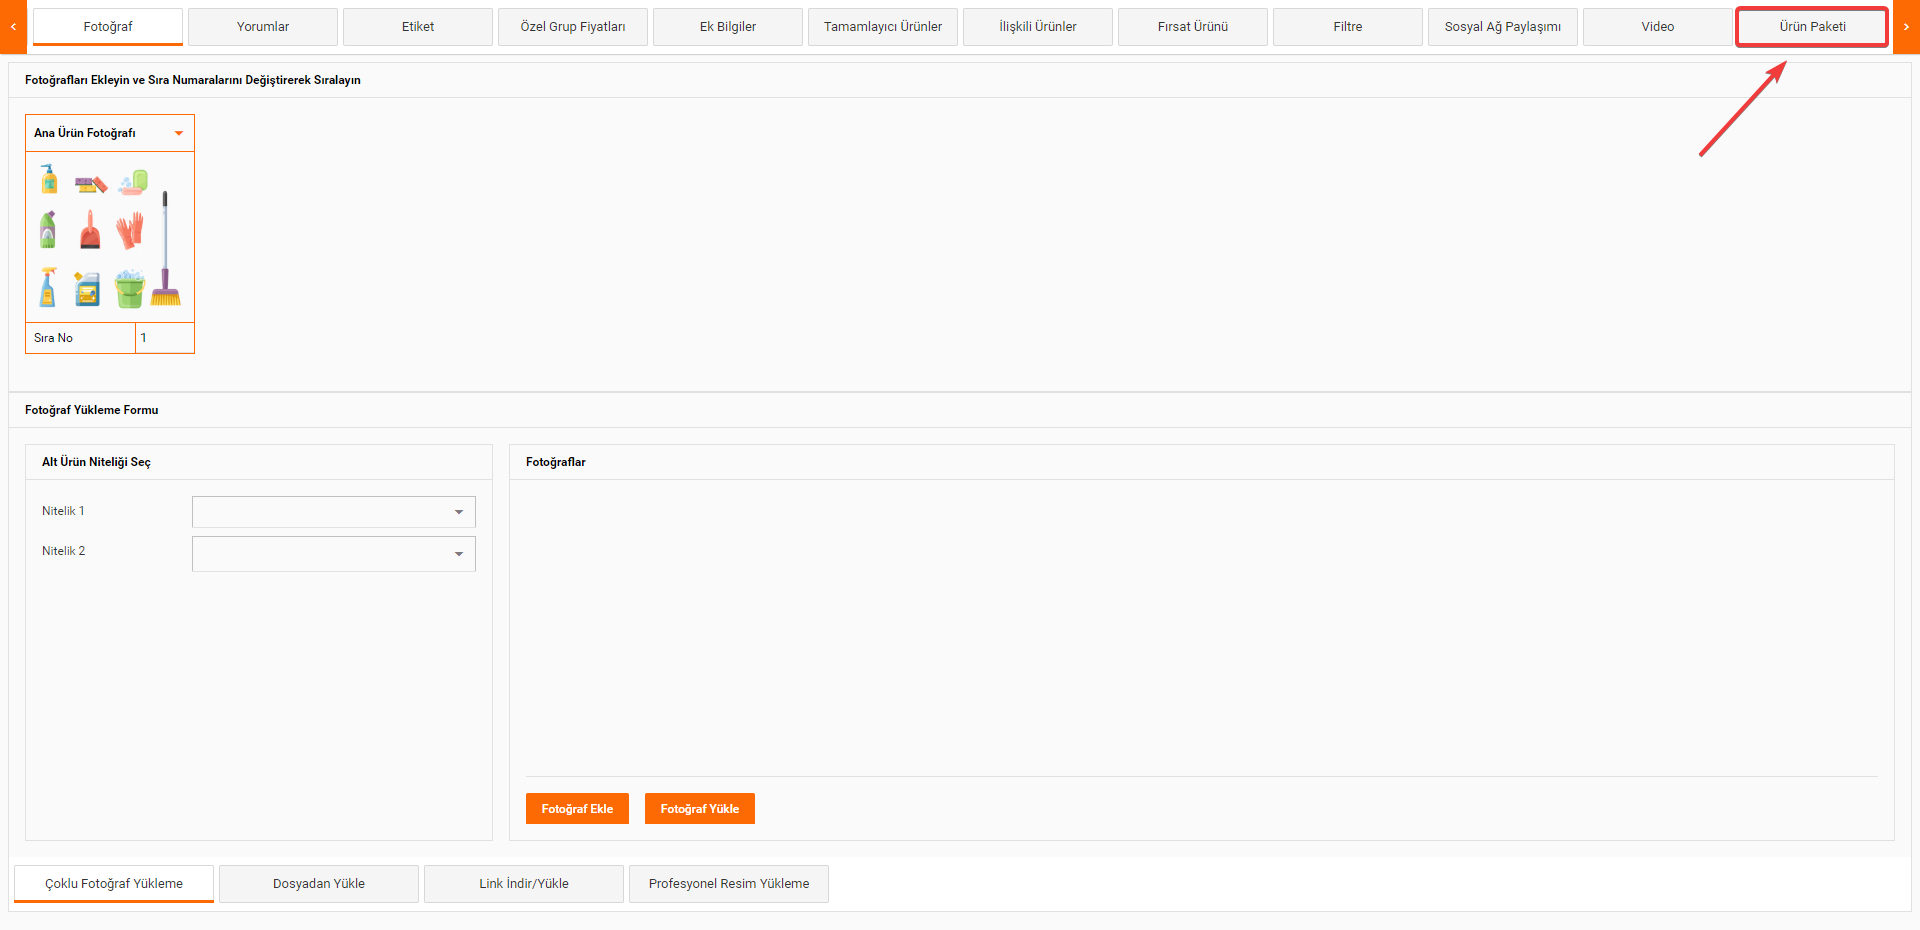 Fotoğraf
Yorumlar
Etiket
Özel Grup Fiyatları
Ek Bilgiler
Tamamlayıcı Ürünler
İlişkili Ürünler
Fırsat Ürünü
Filtre
Sosyal Ağ Paylaşımı
Video
Ürün Paketi
Fotoğrafları Ekleyin ve Sıra Numaralarını Değiştirerek Sıralayın
Ana Ürün Fotoğrafı
Sıra No
1
Fotoğraf Yükleme Formu
Alt Ürün Niteliği Seç
Nitelik 1
Nitelik 2
Fotoğraflar
Fotoğraf Ekle
Fotoğraf Yükle
Çoklu Fotoğraf Yükleme
Dosyadan Yükle
Link İndir/Yükle
Profesyonel Resim Yükleme